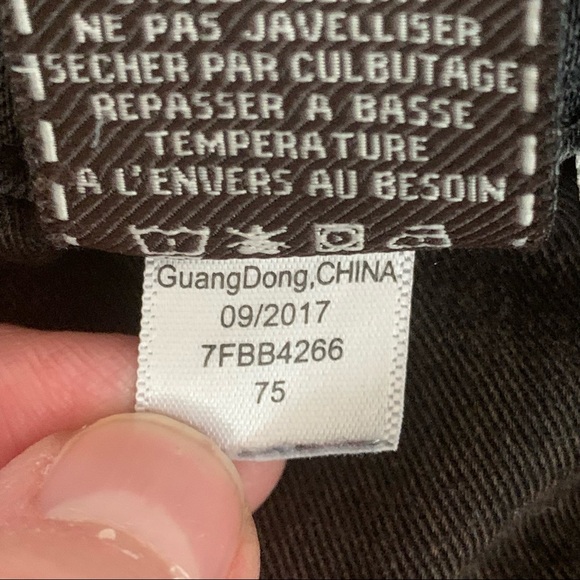 NE PAS JAVELLISER
SECHER PAR CULBUTAGE
REPASSER A BASSE
TEMPERATURE
A L'ENVERS AU BESOIN
GuangDong,CHINA
09/2017
7FBB4266
75